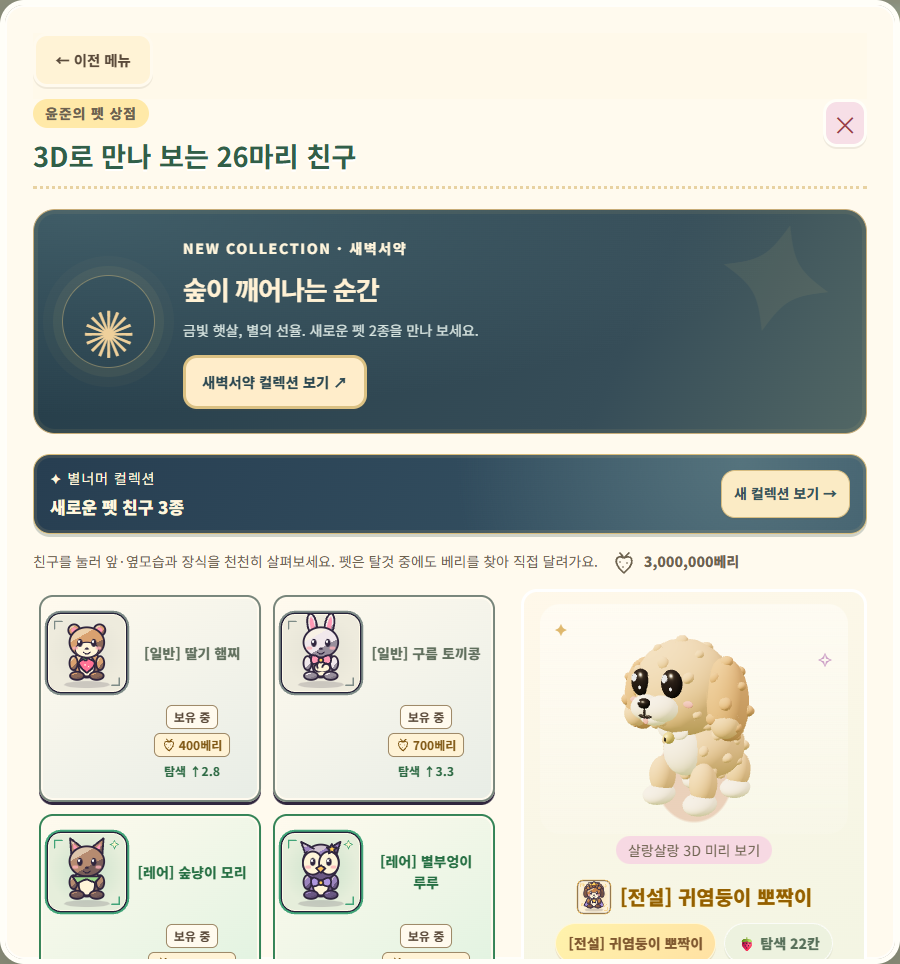 ← 이전 메뉴
윤준의 펫 상점
3D로 만나 보는 26마리 친구
NEW COLLECTION · 새벽서약
숲이 깨어나는 순간
금빛 햇살, 별의 선율. 새로운 펫 2종을 만나 보세요.
새벽서약 컬렉션 보기 ↗
✦ 별너머 컬렉션
새로운 펫 친구 3종
새 컬렉션 보기 →
친구를 눌러 앞·옆모습과 장식을 천천히 살펴보세요. 펫은 탈것 중에도 베리를 찾아 직접 달려가요.
3,000,000베리
[일반] 딸기 햄찌
보유 중
400베리
탐색 ↑2.8
[일반] 구름 토끼콩
보유 중
700베리
탐색 ↑3.3
[레어] 숲냥이 모리
보유 중
[레어] 별부엉이
루루
보유 중
살랑살랑 3D 미리 보기
[전설] 귀염둥이 뽀짝이
[전설] 귀염둥이 뽀짝이
탐색 22칸